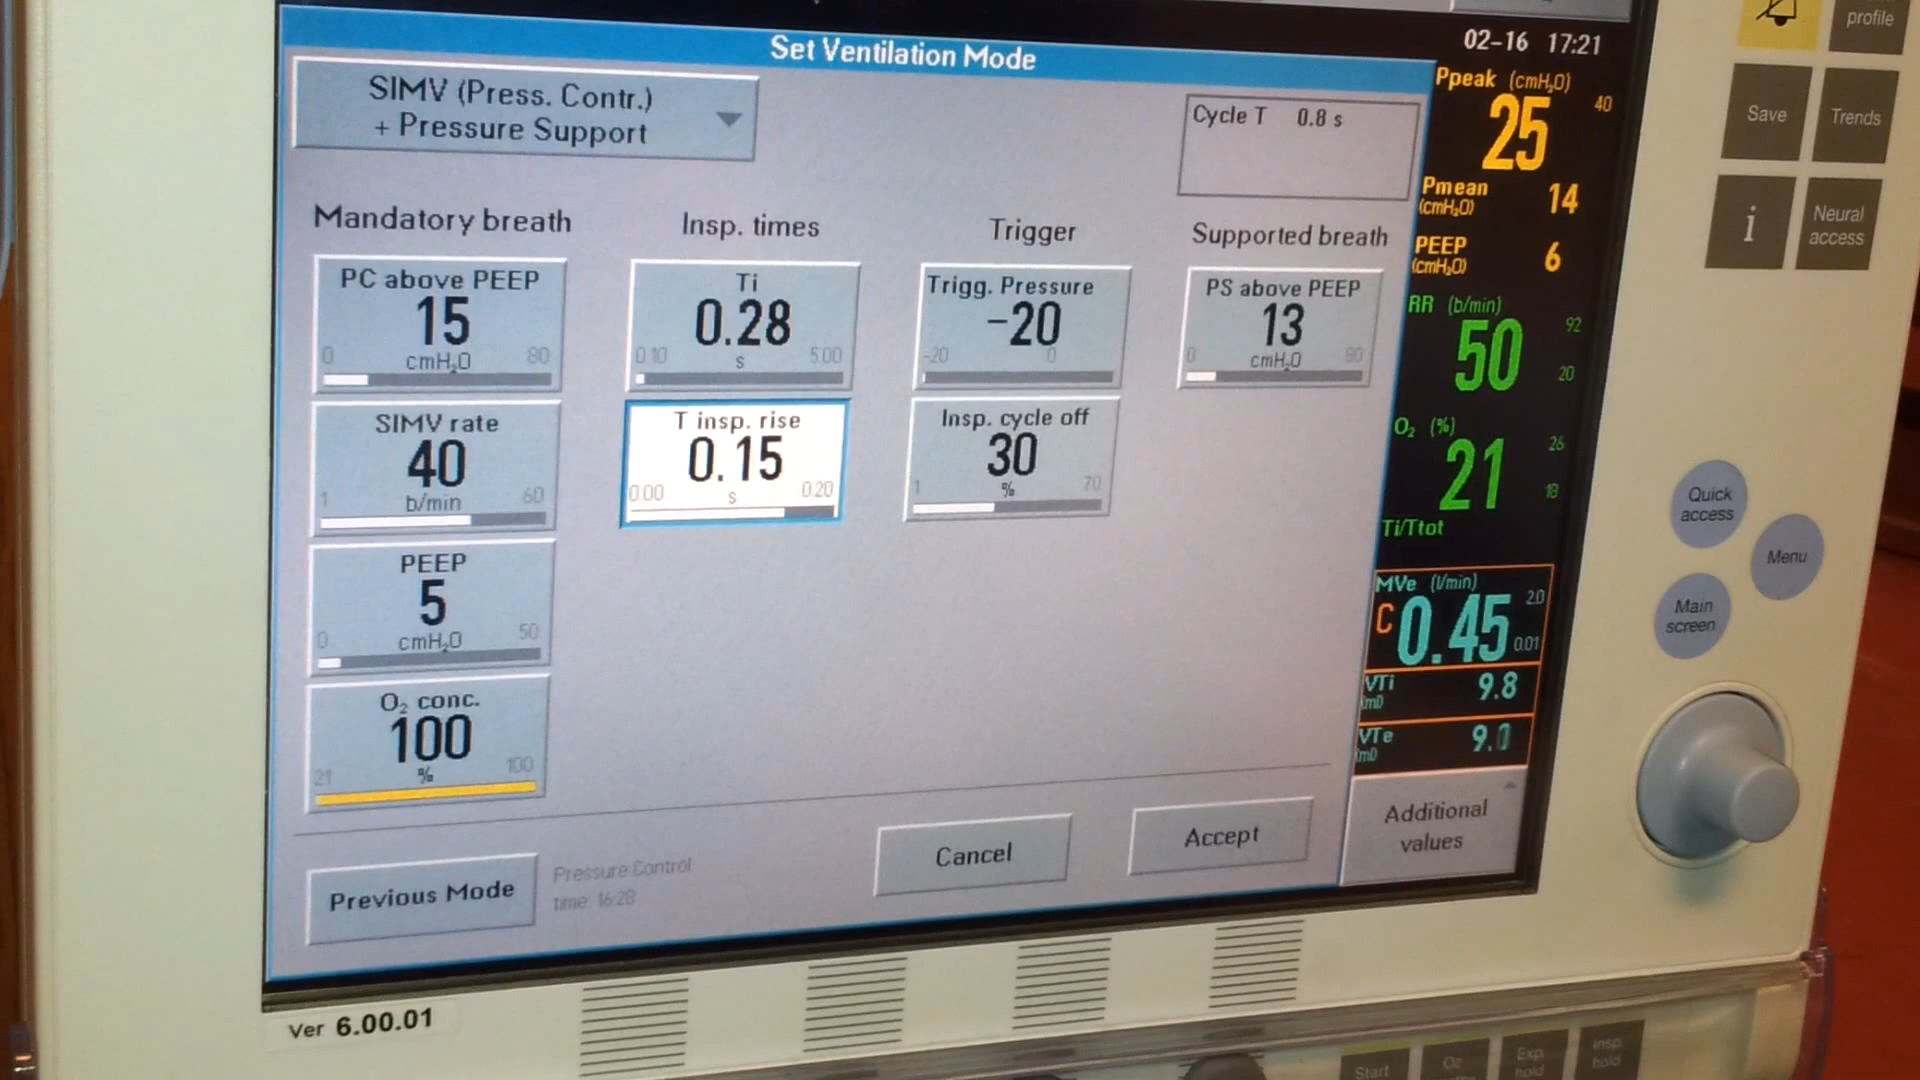 Set Ventilation Mode
SIMV (Press. Contr.)
+ Pressure Support
Cycle T 0.8 s
Mandatory breath
Insp. times
Trigger
Supported breath
PC above PEEP
15
0 cmH₂O 80
Ti
0.28
0.10 s 5.00
Trigg. Pressure
-20
-20 0
PS above PEEP
13
0 cmH₂O 80
SIMV rate
40
1 b/min 60
T insp. rise
0.15
0.00 s 0.20
Insp. cycle off
30
1 % 70
PEEP
5
0 cmH₂O 50
O₂ conc.
100
21 % 100
Previous Mode
Pressure Control
time: 16:28
Cancel
Accept
02-16 17:21
Ppeak (cmH₂O)
25 40
Pmean
(cmH₂O) 14
PEEP
(cmH₂O) 6
RR (b/min)
50 92
20
O₂ (%)
21 26
18
Ti/Ttot
MVe (l/min)
C 0.45 2.0
0.01
VTi
(ml) 9.8
VTe
(ml) 9.0
Additional
values
profile
Save
Trends
i
Neural
access
Quick
access
Menu
Main
screen
Ver 6.00.01
Start
O₂
Exp
hold
Insp
hold